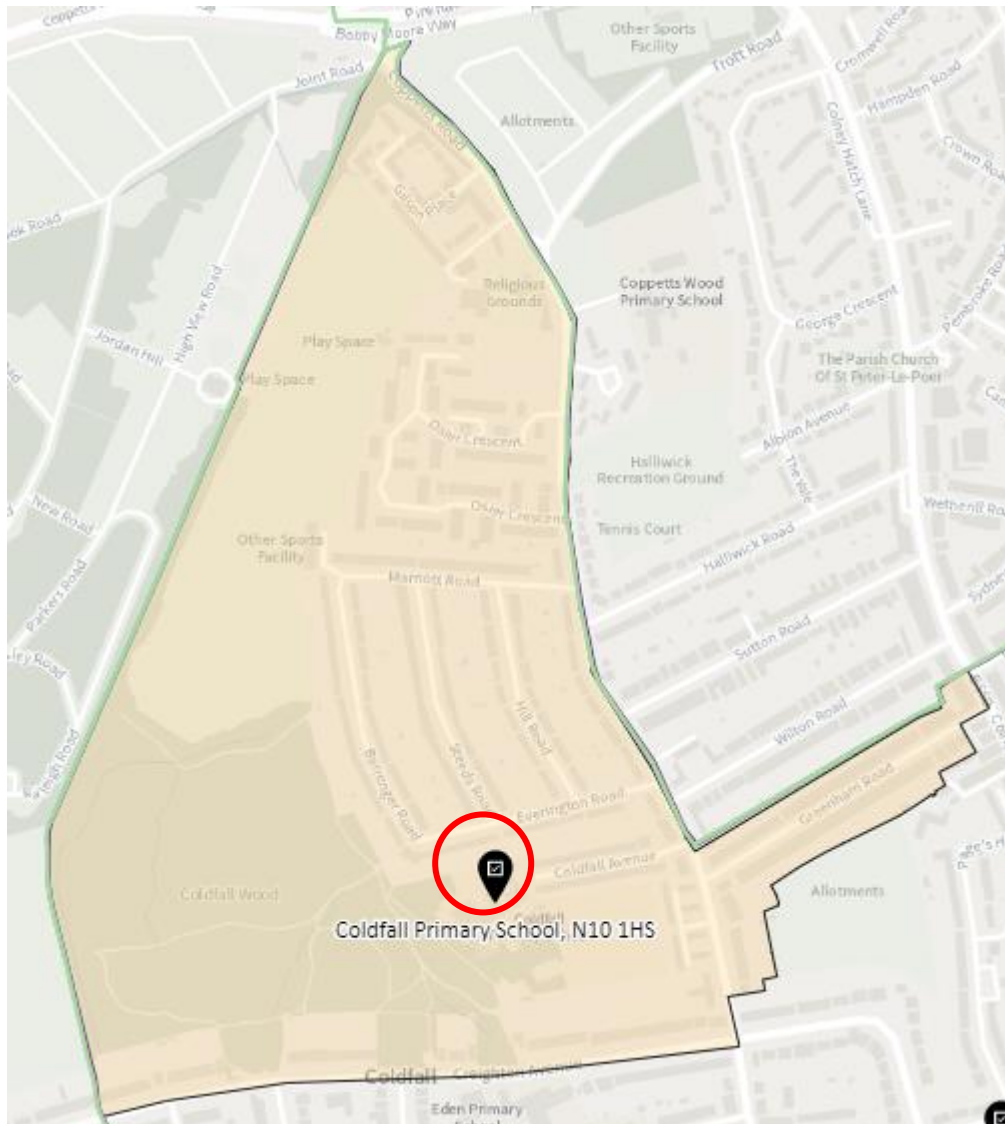 Bobby Moore Way
Joint Road
Coppetts Road
Other Sports
Facility
Cromwell Road
Hampden Road
Allotments
Colney Hatch Lane
Crown Road
Gilson Place
Religious
Grounds
Coppetts Wood
Primary School
George Crescent
Pembroke Road
High View Road
Jordan Hill
Play Space
Play Space
The Parish Church
Of St Peter-Le-Poer
Osier Crescent
Albion Avenue
The Vale
Halliwick
Recreation Ground
Osier Crescent
Tennis Court
New Road
Other Sports
Facility
Halliwick Road
Parkers Road
Marriott Road
Sutton Road
Hill Road
Wilton Road
Barrenger Road
Steeds Road
Everington Road
Greenham Road
Coldfall Avenue
Coldfall Wood
Allotments
Coldfall
Coldfall Primary School, N10 1HS
Coldfall
Creighton Avenue
Eden Primary
School